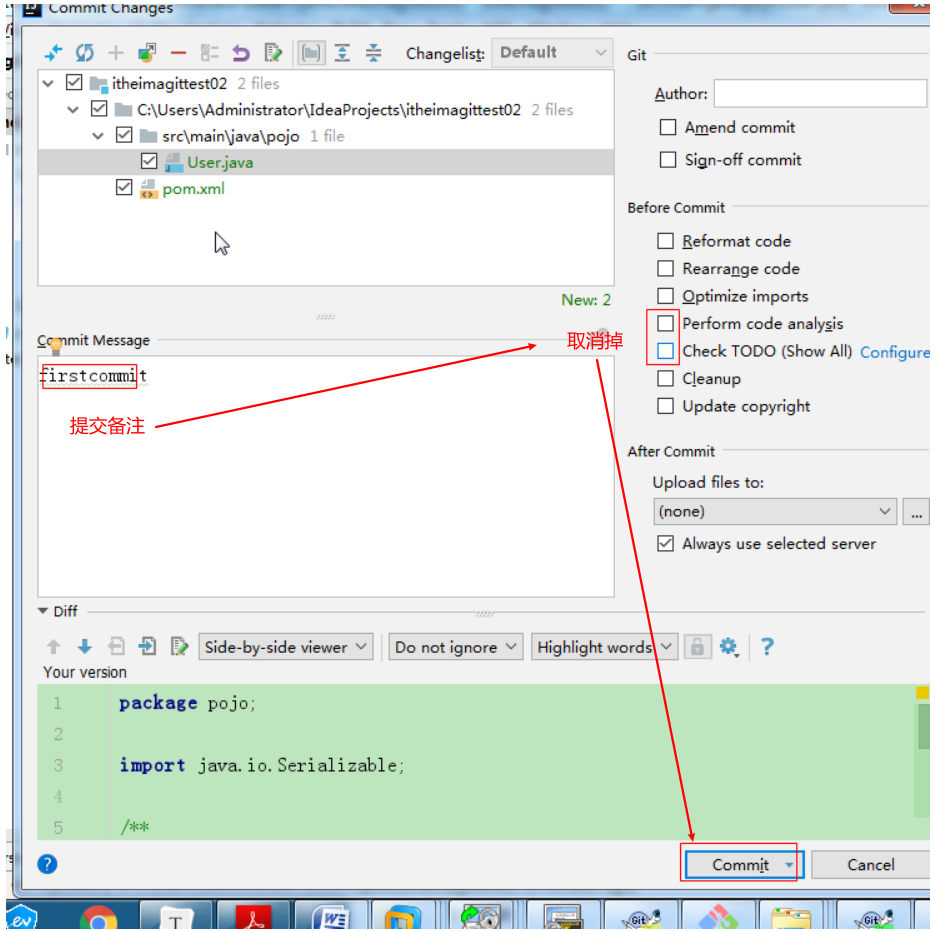 Commit Changes
Changelist: Default
itheimagittest02 2 files
C:\Users\Administrator\IdeaProjects\itheimagittest02 2 files
src\main\java\pojo 1 file
User.java
pom.xml
New: 2
Commit Message
firstcommit
提交备注
取消掉
Git
Author:
Amend commit
Sign-off commit
Before Commit
Reformat code
Rearrange code
Optimize imports
Perform code analysis
Check TODO (Show All) Configure
Cleanup
Update copyright
After Commit
Upload files to:
(none)
...
Always use selected server
Diff
Side-by-side viewer Do not ignore Highlight words ?
Your version
1 package pojo;
2
3 import java.io.Serializable;
4
5 /**
? Commit Cancel
ev T W Git Git